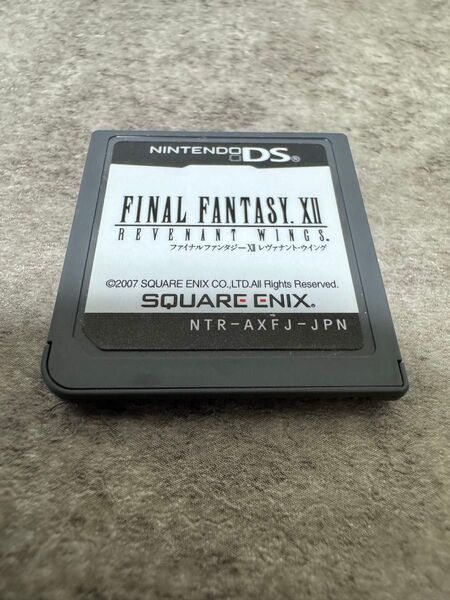 NINTENDO DS®
FINAL FANTASY. XII
REVENANT WINGS.
ファイナルファンタジーXII レヴァナント・ウイング
©2007 SQUARE ENIX CO.,LTD.All Rights Reserved.
SQUARE ENIX.
NTR-AXFJ-JPN